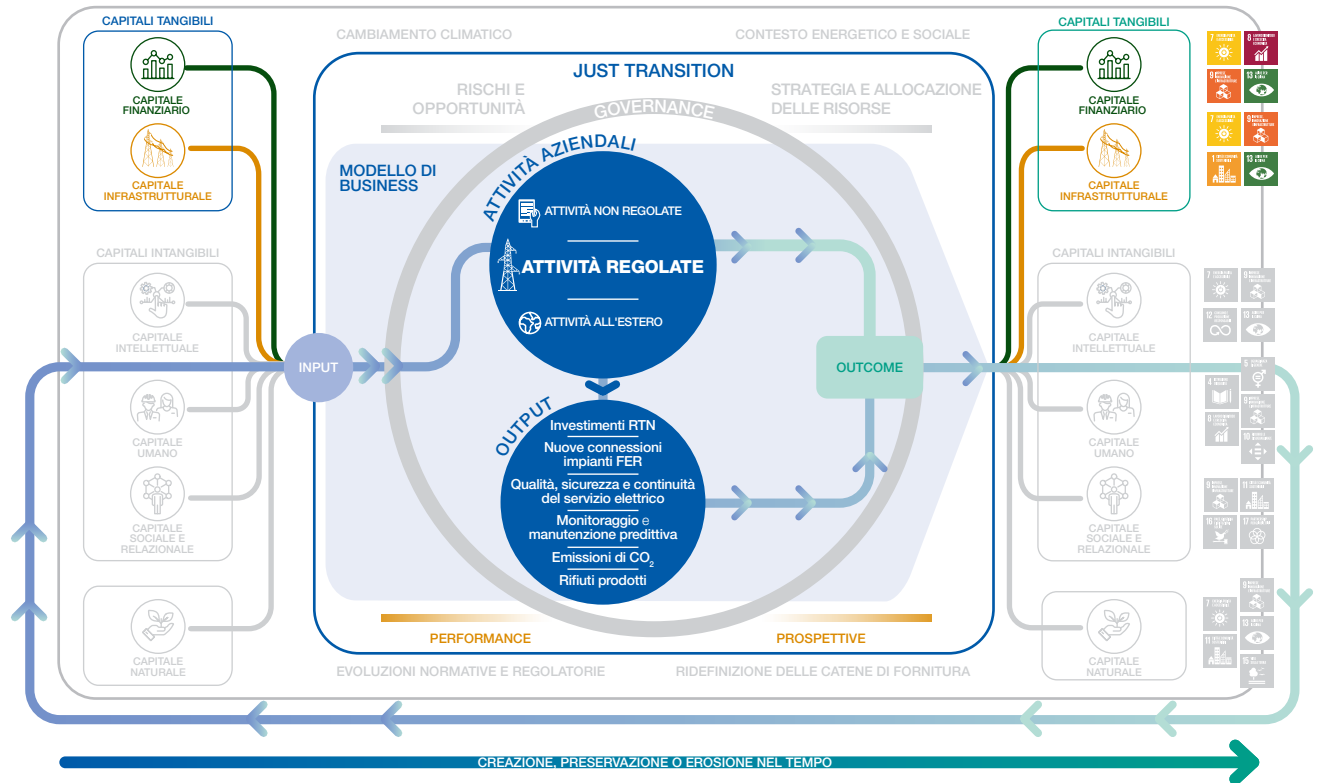 CAPITALI TANGIBILI
CAPITALE
FINANZIARIO
CAPITALE
INFRASTRUTTURALE
CAPITALI INTANGIBILI
CAPITALE
INTELLETTUALE
CAPITALE
UMANO
CAPITALE
SOCIALE E
RELAZIONALE
CAPITALE
NATURALE
CAMBIAMENTO CLIMATICO
CONTESTO ENERGETICO E SOCIALE
JUST TRANSITION
RISCHI E
OPPORTUNITÀ
GOVERNANCE
STRATEGIA E ALLOCAZIONE
DELLE RISORSE
MODELLO DI
BUSINESS
ATTIVITÀ AZIENDALI
ATTIVITÀ NON REGOLATE
ATTIVITÀ REGOLATE
ATTIVITÀ ALL'ESTERO
INPUT
OUTCOME
OUTPUT
Investimenti RTN
Nuove connessioni
impianti FER
Qualità, sicurezza e continuità
del servizio elettrico
Monitoraggio e
manutenzione predittiva
Emissioni di CO2
Rifiuti prodotti
PERFORMANCE
PROSPETTIVE
EVOLUZIONI NORMATIVE E REGOLATORIE
RIDEFINIZIONE DELLE CATENE DI FORNITURA
CAPITALI TANGIBILI
CAPITALE
FINANZIARIO
CAPITALE
INFRASTRUTTURALE
CAPITALI INTANGIBILI
CAPITALE
INTELLETTUALE
CAPITALE
UMANO
CAPITALE
SOCIALE E
RELAZIONALE
CAPITALE
NATURALE
CREAZIONE, PRESERVAZIONE O EROSIONE NEL TEMPO